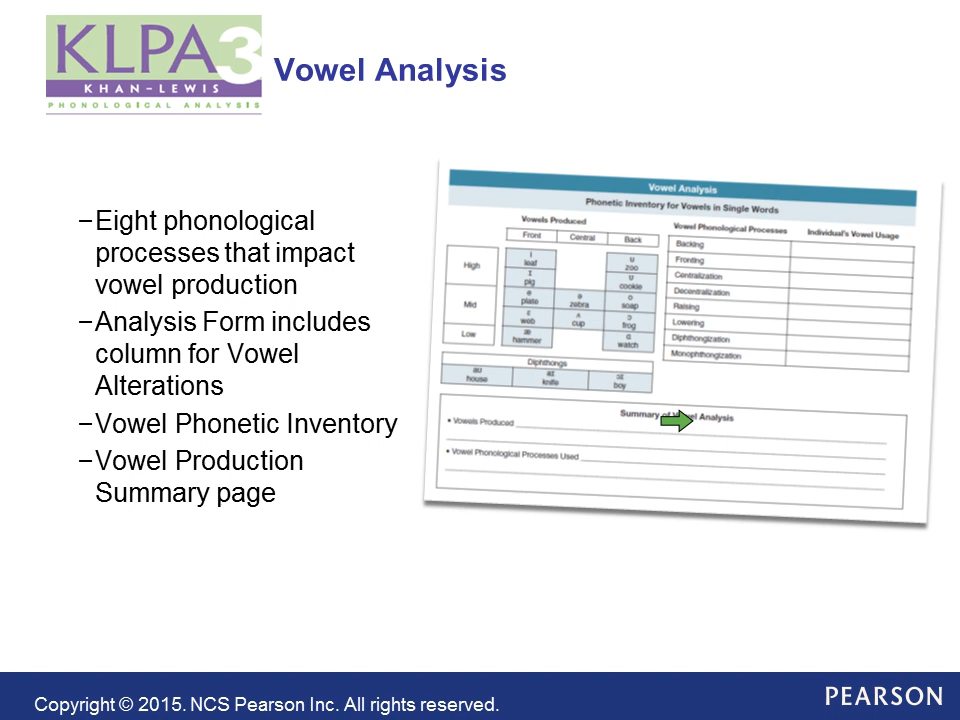 KLPA3
KHAN–LEWIS
PHONOLOGICAL ANALYSIS
Vowel Analysis
–Eight phonological
processes that impact
vowel production
–Analysis Form includes
column for Vowel
Alterations
–Vowel Phonetic Inventory
–Vowel Production
Summary page
Vowel Analysis
Phonetic Inventory for Vowels in Single Words
Vowels Produced
Front Central Back
High
Mid
Low
leaf
zoo
pig
cookie
plate zebra soap
web cup frog
hammer watch
Diphthongs
house knife boy
Vowel Phonological Processes Individual's Vowel Usage
Backing
Fronting
Centralization
Decentralization
Raising
Lowering
Diphthongization
Monophthongization
Summary of Vowel Analysis
• Vowels Produced
• Vowel Phonological Processes Used
Copyright © 2015. NCS Pearson Inc. All rights reserved.
PEARSON